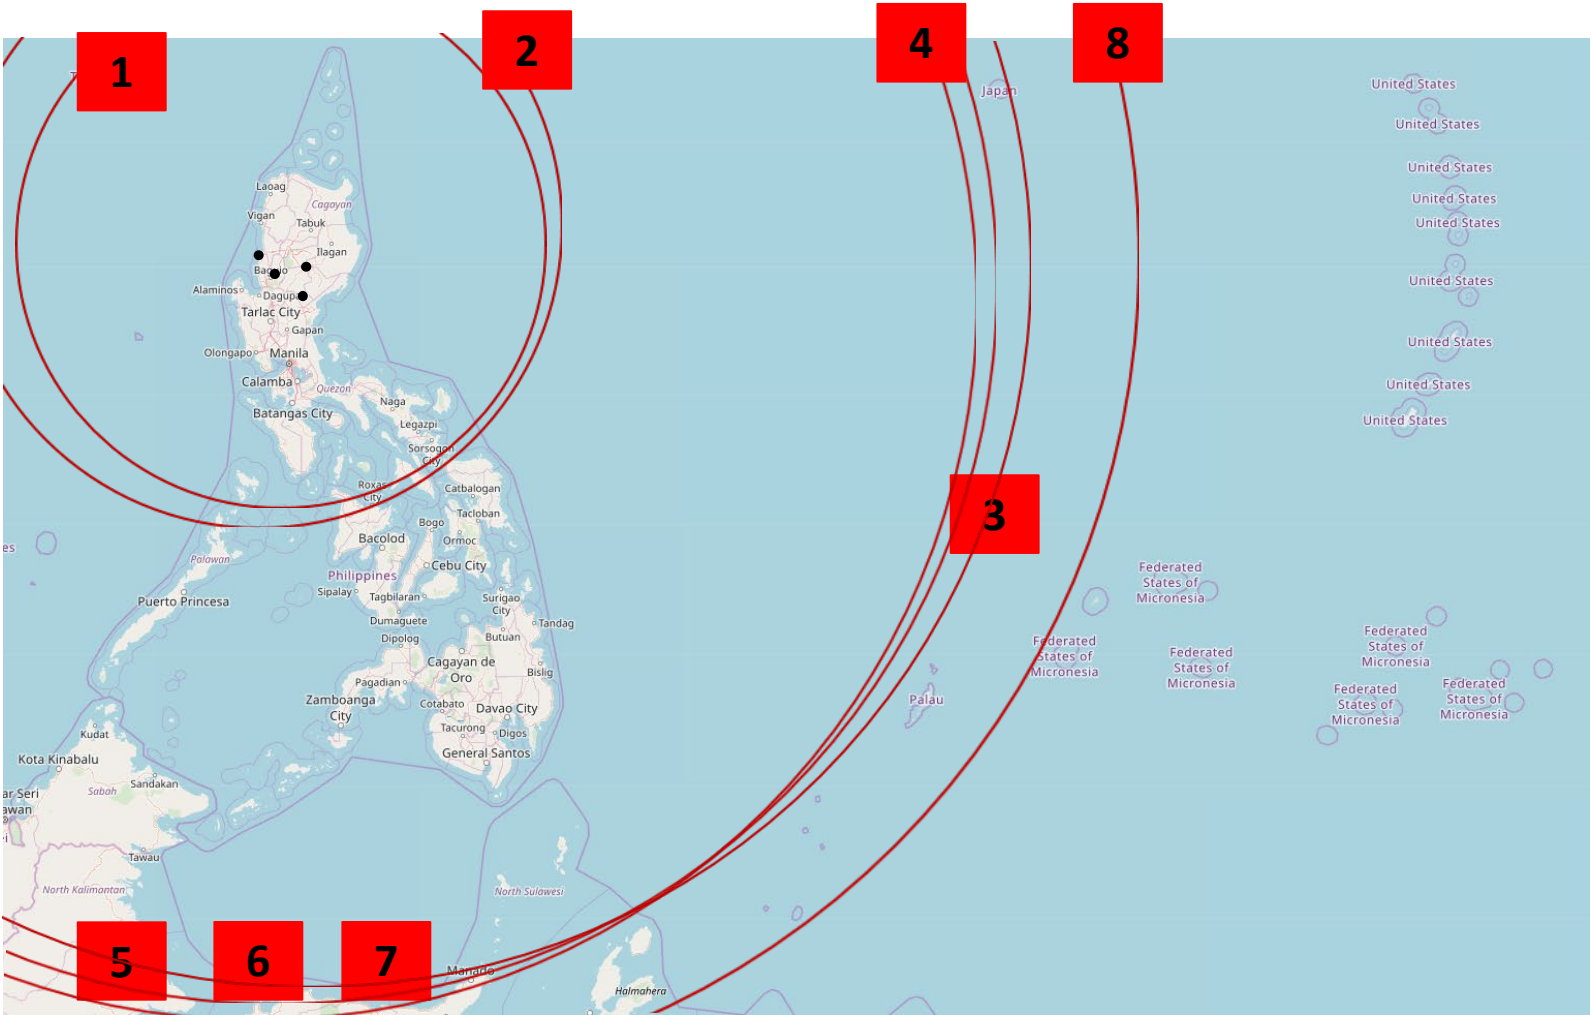 1
2
4
8
Japan
United States
United States
United States
United States
United States
United States
United States
United States
United States
Laoag
Cagayan
Vigan
Tabuk
Ilagan
Alaminos
Tarlac City
Gapan
Olongapo
Manila
Calamba
Quezon
Batangas City
Naga
Legazpi
Sorsogon
City
Roxas
City
Catbalogan
Tacloban
Bogo
Bacolod
Ormoc
Cebu City
3
es
Palawan
Philippines
Puerto Princesa
Sipalay
Tagbilaran
Surigao
City
Dumaguete
Tandag
Dipolog
Butuan
Cagayan de
Oro
Bislig
Pagadian
Zamboanga
City
Cotabato
Davao City
Tacurong
Digos
General Santos
Federated
States of
Micronesia
Federated
States of
Micronesia
Federated
States of
Micronesia
Federated
States of
Micronesia
Federated
States of
Micronesia
Federated
States of
Micronesia
Palau
Kudat
Kota Kinabalu
Sandakan
Sabah
ar Seri
awan
Tawau
North Kalimantan
North Sulawesi
5
6
7
Manado
Halmahera